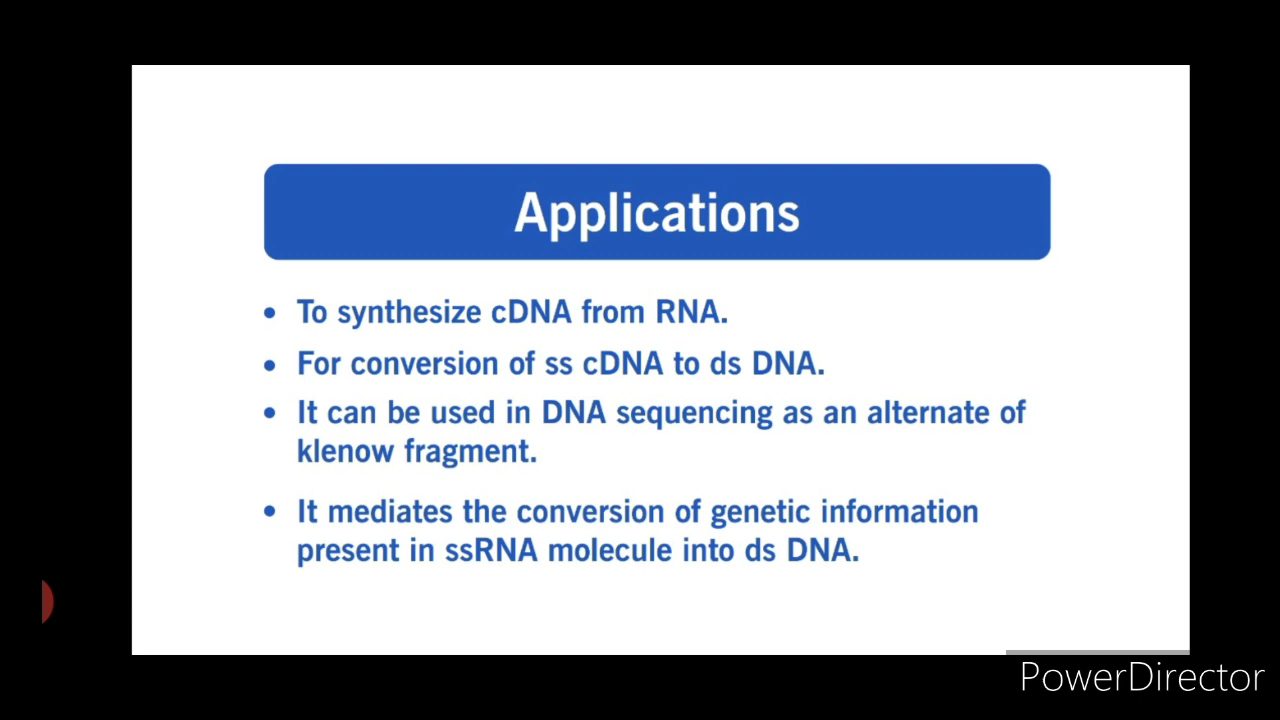 Applications
• To synthesize cDNA from RNA.
• For conversion of ss cDNA to ds DNA.
• It can be used in DNA sequencing as an alternate of
klenow fragment.
• It mediates the conversion of genetic information
present in ssRNA molecule into ds DNA.
PowerDirector